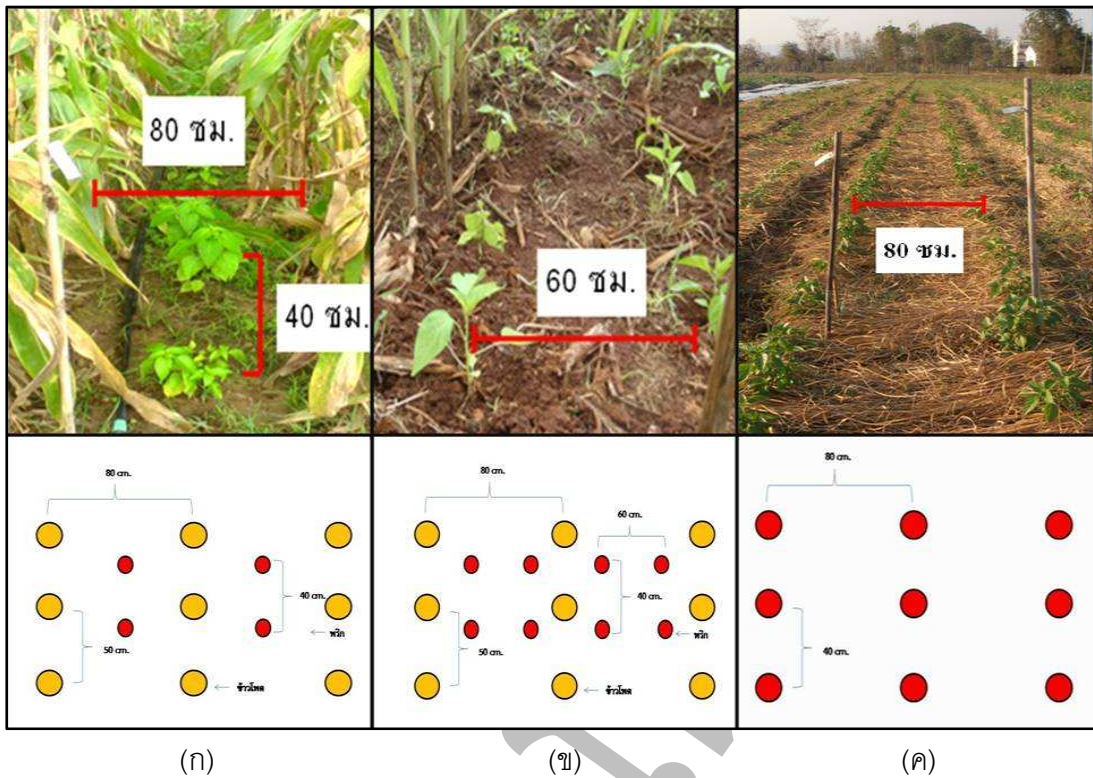 80 ซม.
40 ซม.
60 ซม.
80 ซม.
80 cm.
40 cm.
50 cm.
← พริก
← ข้าวโพด
80 cm.
60 cm.
40 cm.
50 cm.
← พริก
← ข้าวโพด
80 cm.
40 cm.
(ก)
(ข)
(ค)